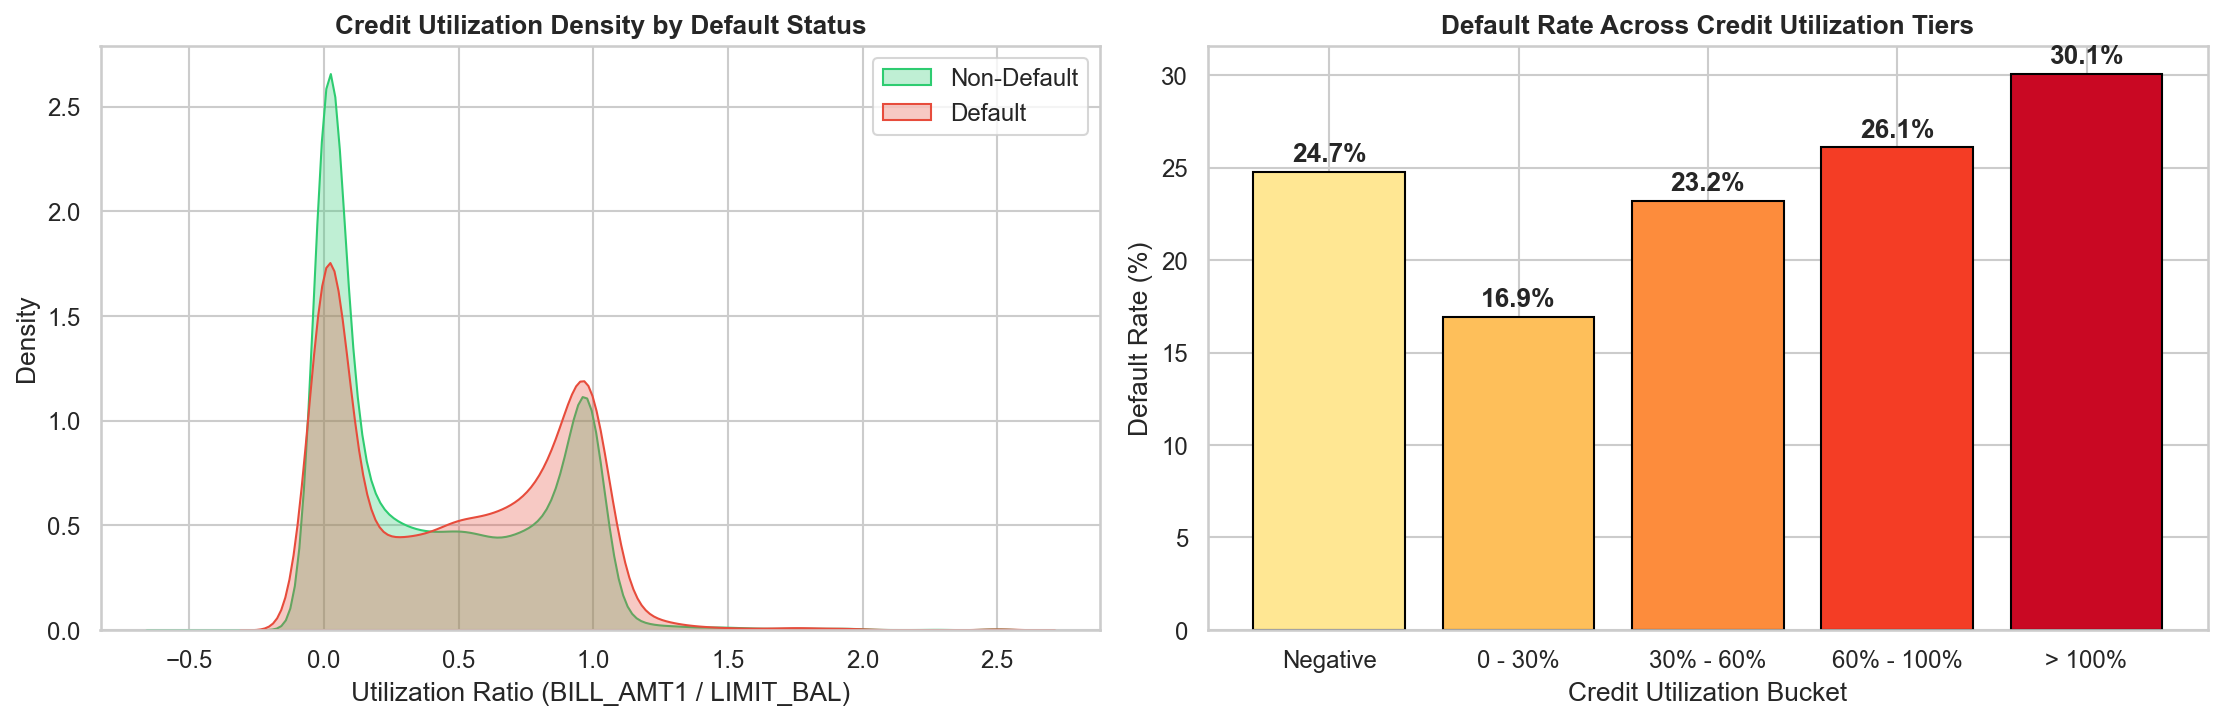 Credit Utilization Density by Default Status
Non-Default
Default
Density
2.5
2.0
1.5
1.0
0.5
0.0
−0.5 0.0 0.5 1.0 1.5 2.0 2.5
Utilization Ratio (BILL_AMT1 / LIMIT_BAL)
Default Rate Across Credit Utilization Tiers
Default Rate (%)
30
25
20
15
10
5
0
24.7%
16.9%
23.2%
26.1%
30.1%
Negative 0 - 30% 30% - 60% 60% - 100% > 100%
Credit Utilization Bucket